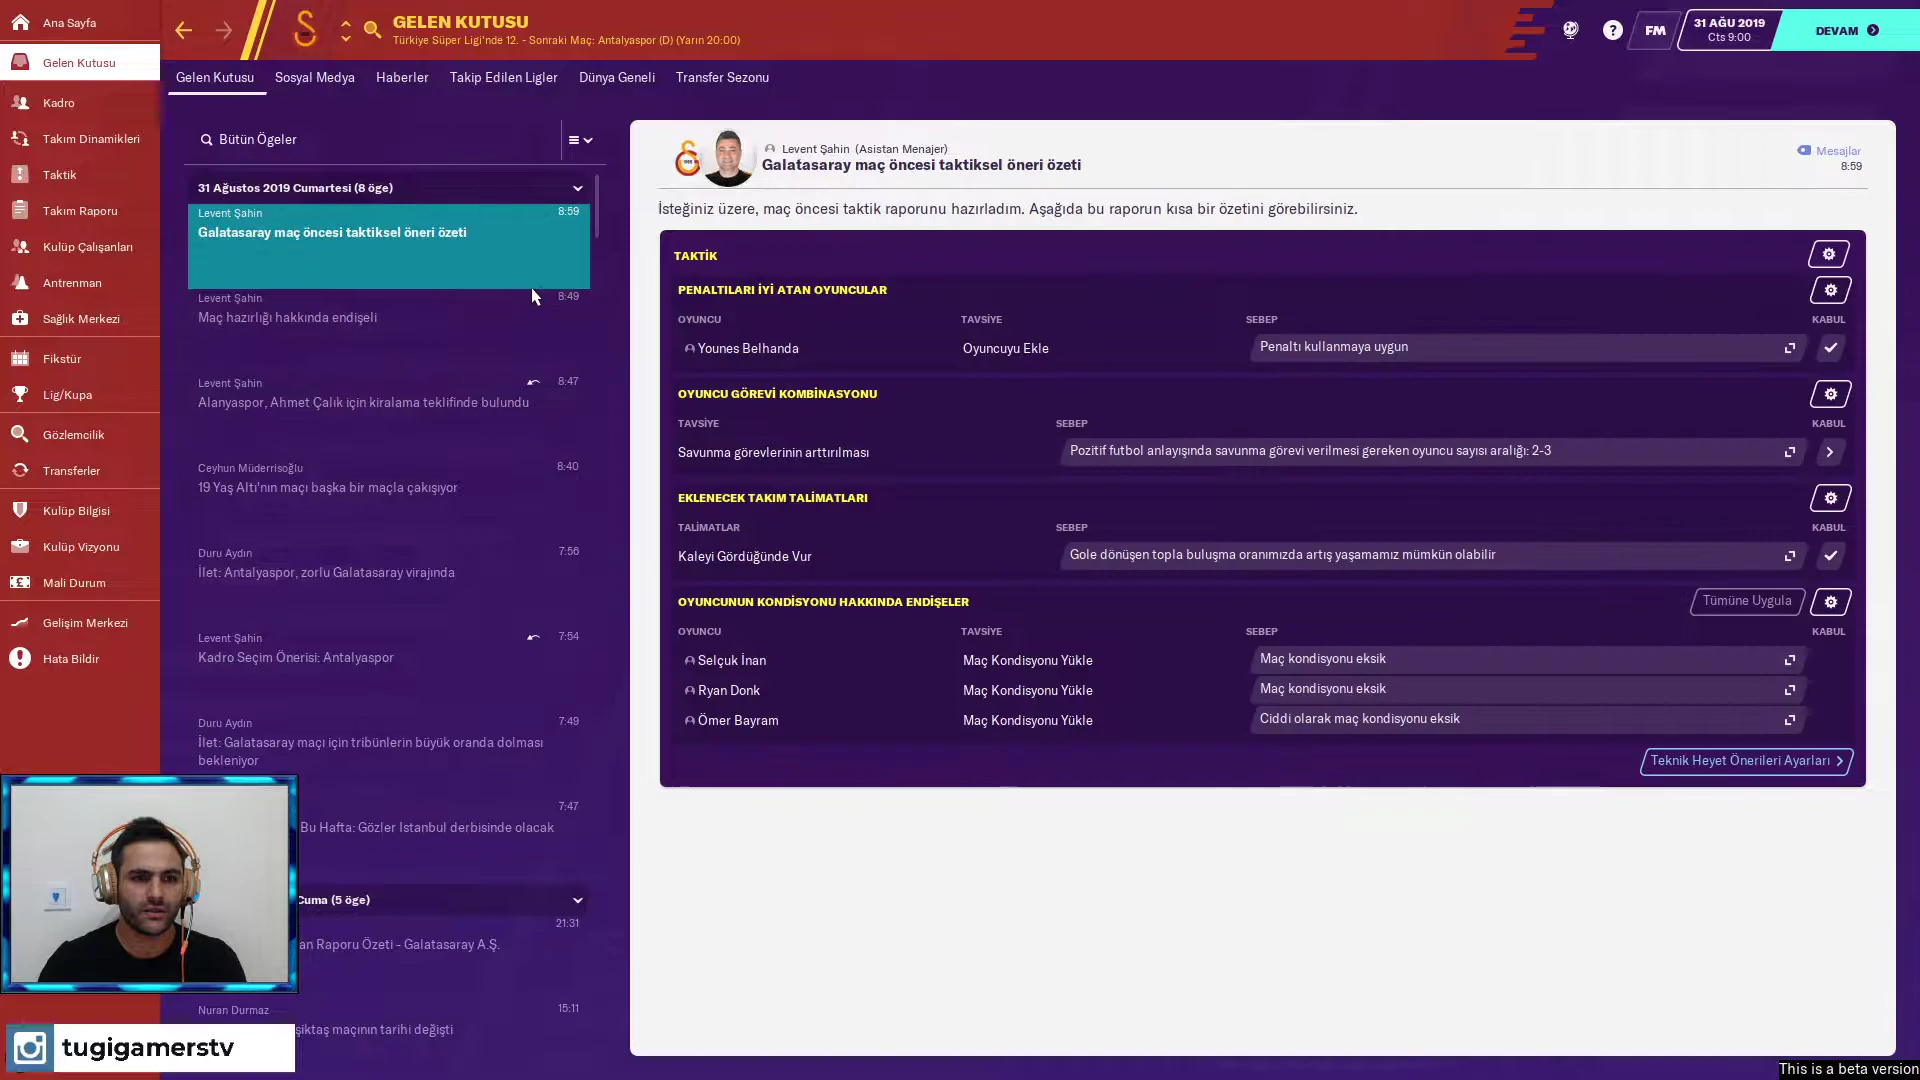 Ana Sayfa
Gelen Kutusu
Kadro
Takım Dinamikleri
Taktik
Takım Raporu
Kulüp Çalışanları
Antrenman
Sağlık Merkezi
Fikstür
Lig/Kupa
Gözlemcilik
Transferler
Kulüp Bilgisi
Kulüp Vizyonu
Mali Durum
Gelişim Merkezi
Hata Bildir
GELEN KUTUSU
Türkiye Süper Ligi'nde 12. - Sonraki Maç: Antalyaspor (D) (Yarın 20:00)
FM
31 AĞU 2019
Cts 9:00
DEVAM
Gelen Kutusu Sosyal Medya Haberler Takip Edilen Ligler Dünya Geneli Transfer Sezonu
Bütün Ögeler
31 Ağustos 2019 Cumartesi (8 öge)
Levent Şahin 8:59
Galatasaray maç öncesi taktiksel öneri özeti
Levent Şahin 8:49
Maç hazırlığı hakkında endişeli
Levent Şahin 8:47
Alanyaspor, Ahmet Çalık için kiralama teklifinde bulundu
Ceyhun Müderrisoğlu 8:40
19 Yaş Altı'nın maçı başka bir maçla çakışıyor
Duru Aydın 7:56
İlet: Antalyaspor, zorlu Galatasaray virajında
Levent Şahin 7:54
Kadro Seçim Önerisi: Antalyaspor
Duru Aydın 7:49
İlet: Galatasaray maçı için tribünlerin büyük oranda dolması
bekleniyor
7:47
Bu Hafta: Gözler Istanbul derbisinde olacak
Cuma (5 öge)
21:31
an Raporu Özeti - Galatasaray A.Ş.
Nuran Durmaz 15:11
şiktaş maçının tarihi değişti
Levent Şahin (Asistan Menajer)
Galatasaray maç öncesi taktiksel öneri özeti
Mesajlar
8:59
İsteğiniz üzere, maç öncesi taktik raporunu hazırladım. Aşağıda bu raporun kısa bir özetini görebilirsiniz.
TAKTİK
PENALTILARI İYİ ATAN OYUNCULAR
OYUNCU TAVSİYE SEBEP KABUL
Younes Belhanda Oyuncuyu Ekle Penaltı kullanmaya uygun
OYUNCU GÖREVİ KOMBİNASYONU
TAVSİYE SEBEP KABUL
Savunma görevlerinin arttırılması Pozitif futbol anlayışında savunma görevi verilmesi gereken oyuncu sayısı aralığı: 2-3
EKLENECEK TAKIM TALİMATLARI
TALİMATLAR SEBEP KABUL
Kaleyi Gördüğünde Vur Gole dönüşen topla buluşma oranımızda artış yaşamamız mümkün olabilir
OYUNCUNUN KONDİSYONU HAKKINDA ENDİŞELER Tümüne Uygula
OYUNCU TAVSİYE SEBEP KABUL
Selçuk İnan Maç Kondisyonu Yükle Maç kondisyonu eksik
Ryan Donk Maç Kondisyonu Yükle Maç kondisyonu eksik
Ömer Bayram Maç Kondisyonu Yükle Ciddi olarak maç kondisyonu eksik
Teknik Heyet Önerileri Ayarları
tugigamerstv
This is a beta version